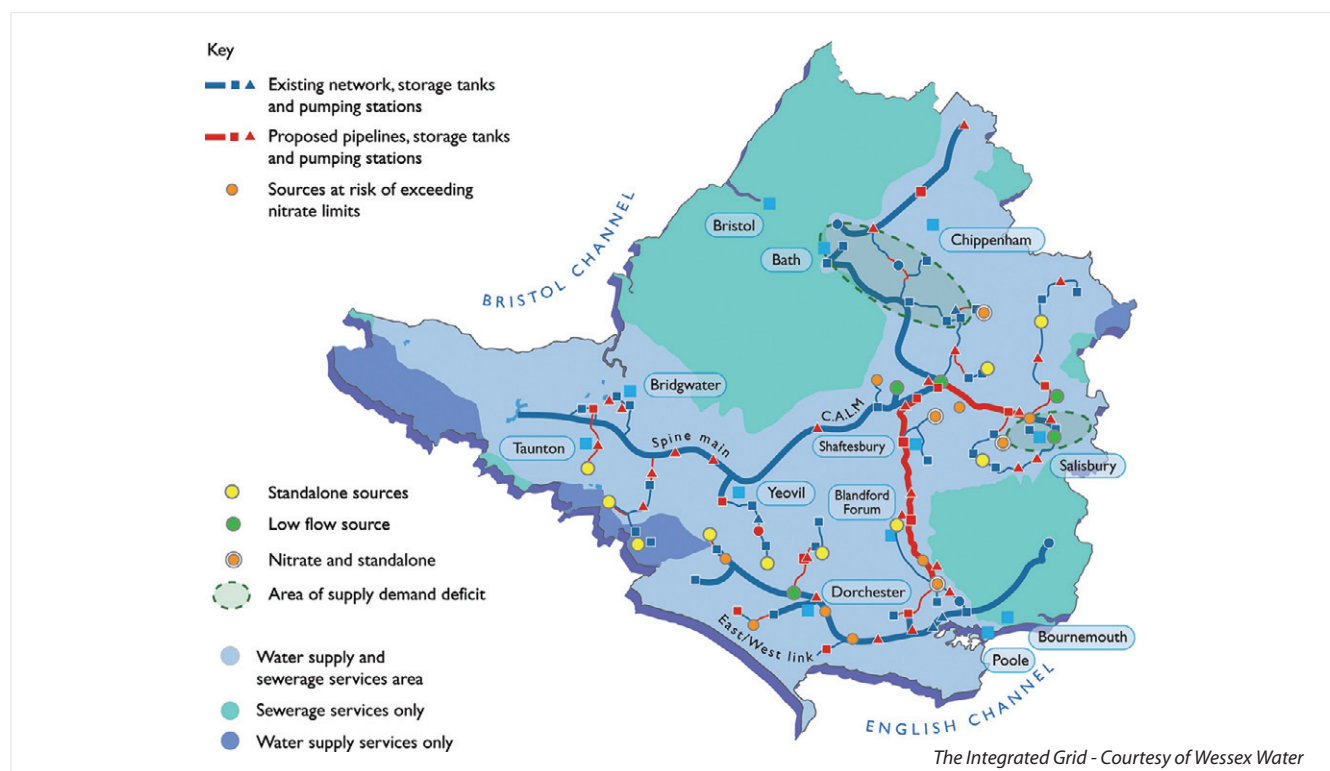 Key
Existing network, storage tanks
and pumping stations
Proposed pipelines, storage tanks
and pumping stations
Sources at risk of exceeding
nitrate limits
BRISTOL CHANNEL
Bristol
Bath
Chippenham
Bridgwater
Taunton
Spine main
C.A.L.M
Shaftesbury
Salisbury
Yeovil
Blandford
Forum
Standalone sources
Low flow source
Nitrate and standalone
Area of supply demand deficit
Dorchester
East/West link
Bournemouth
Poole
ENGLISH CHANNEL
Water supply and
sewerage services area
Sewerage services only
Water supply services only
The Integrated Grid - Courtesy of Wessex Water